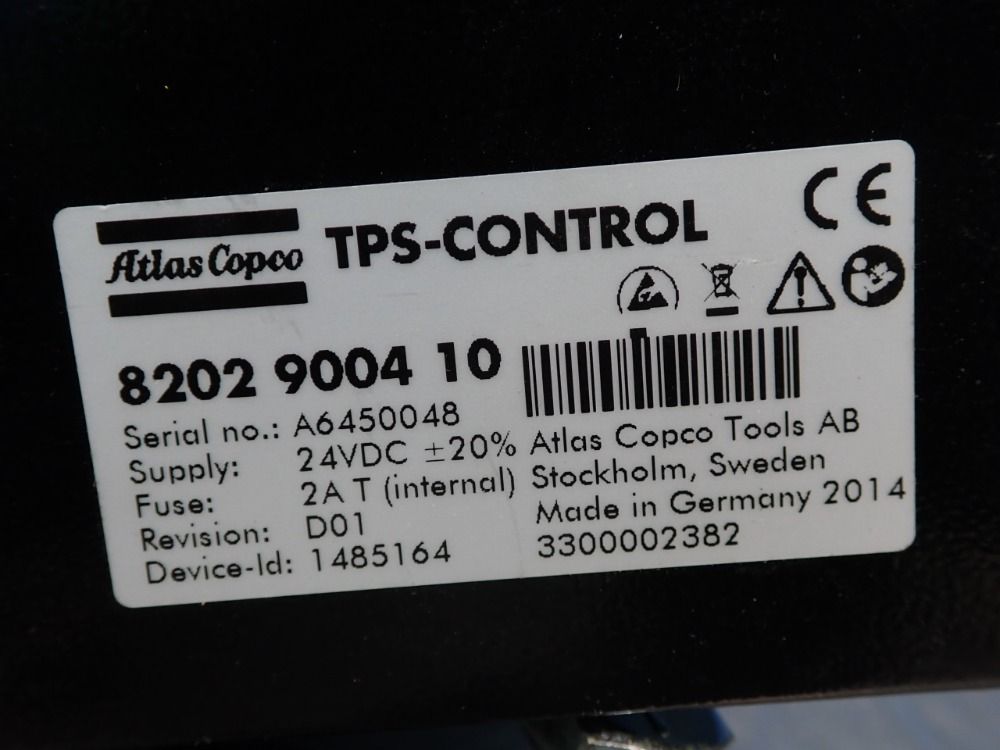 Atlas Copco TPS-CONTROL CE
8202 9004 10
Serial no.: A6450048
Supply: 24VDC ±20%
Fuse: 2A T (internal)
Revision: D01
Device-Id: 1485164
Atlas Copco Tools AB
Stockholm, Sweden
Made in Germany 2014
3300002382